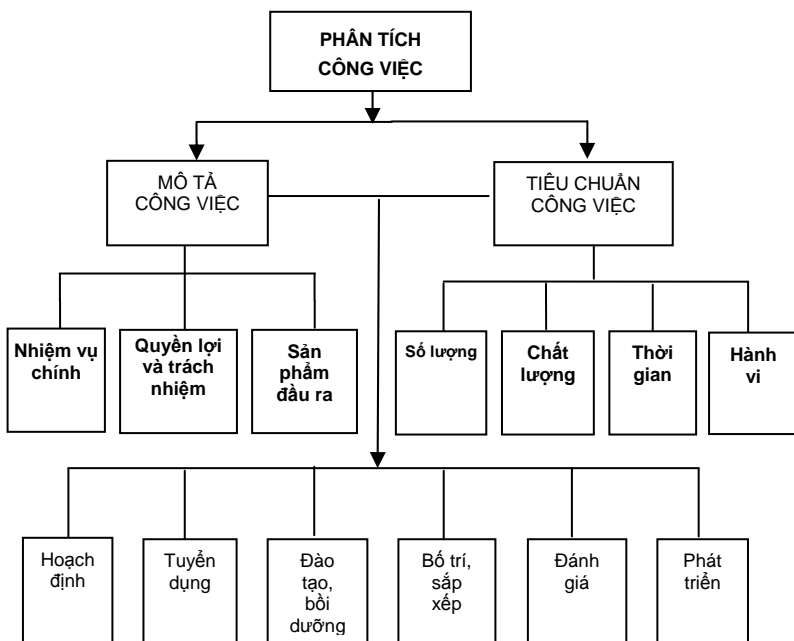 PHÂN TÍCH
CÔNG VIỆC
MÔ TẢ
CÔNG VIỆC
TIÊU CHUẨN
CÔNG VIỆC
Nhiệm vụ
chính
Quyền lợi
và trách
nhiệm
Sản
phẩm
đầu ra
Số lượng
Chất
lượng
Thời
gian
Hành
vi
Hoạch
định
Tuyển
dụng
Đào
tạo,
bồi
dưỡng
Bố trí,
sắp
xếp
Đánh
giá
Phát
triển